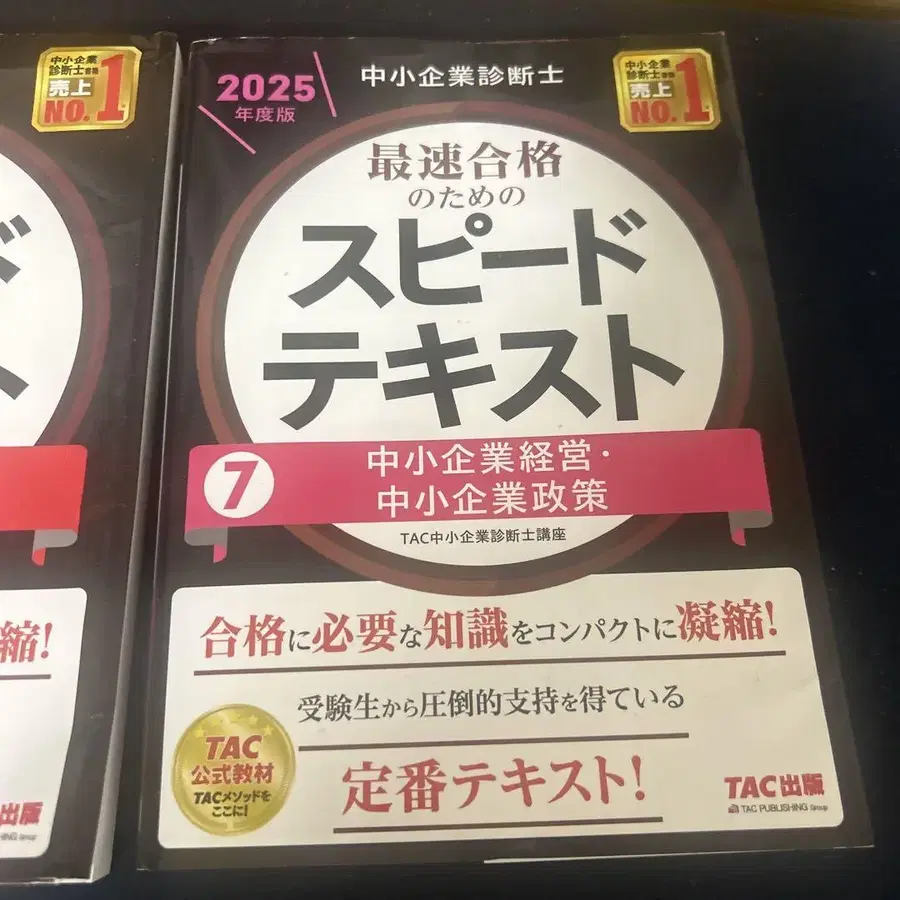 中小企業
診断士書籍
売上
NO.1
ド
ト
縮!
出版
2025
年度版
中小企業診断士
中小企業
診断士書籍
売上
NO.1
最速合格
のための
スピード
テキスト
7
中小企業経営・
中小企業政策
TAC中小企業診断士講座
合格に必要な知識をコンパクトに凝縮!
受験生から圧倒的支持を得ている
定番テキスト!
TAC
公式教材
TACメソッドを
ここに!
TAC出版
TAC PUBLISHING Group